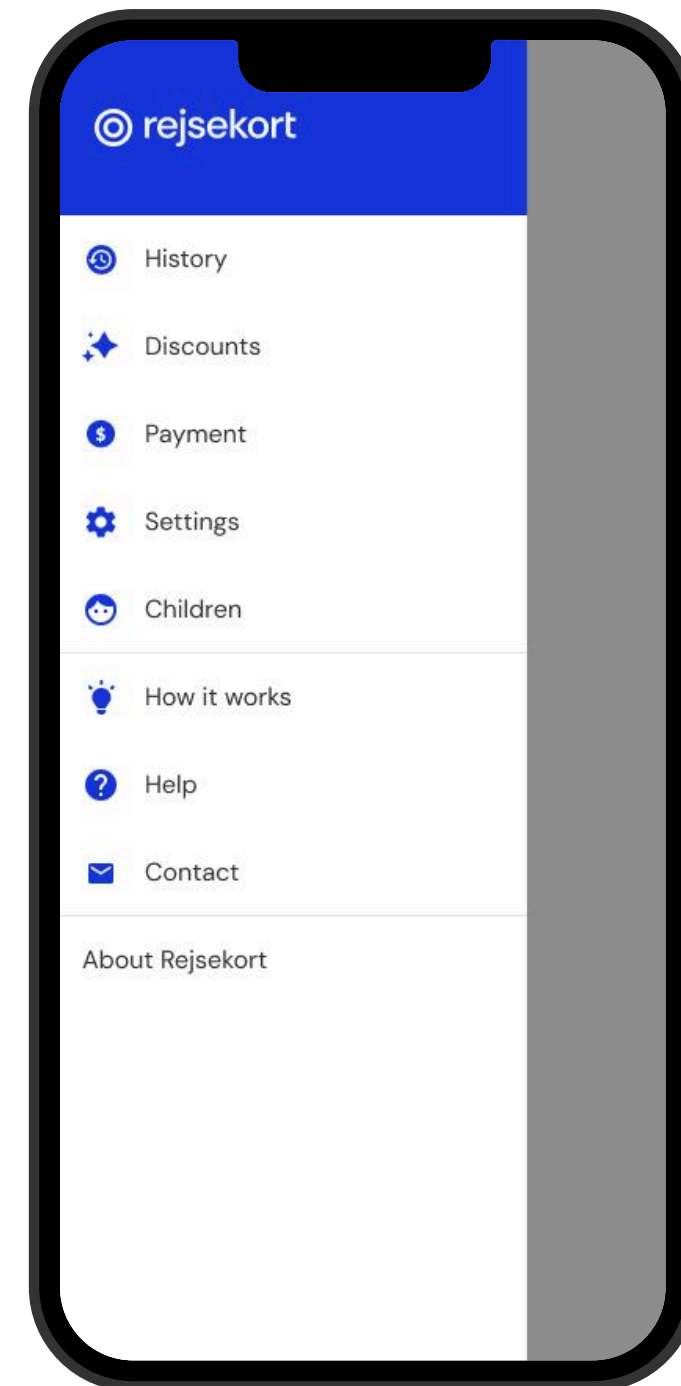 rejsekort
History
Discounts
Payment
Settings
Children
How it works
Help
Contact
About Rejsekort